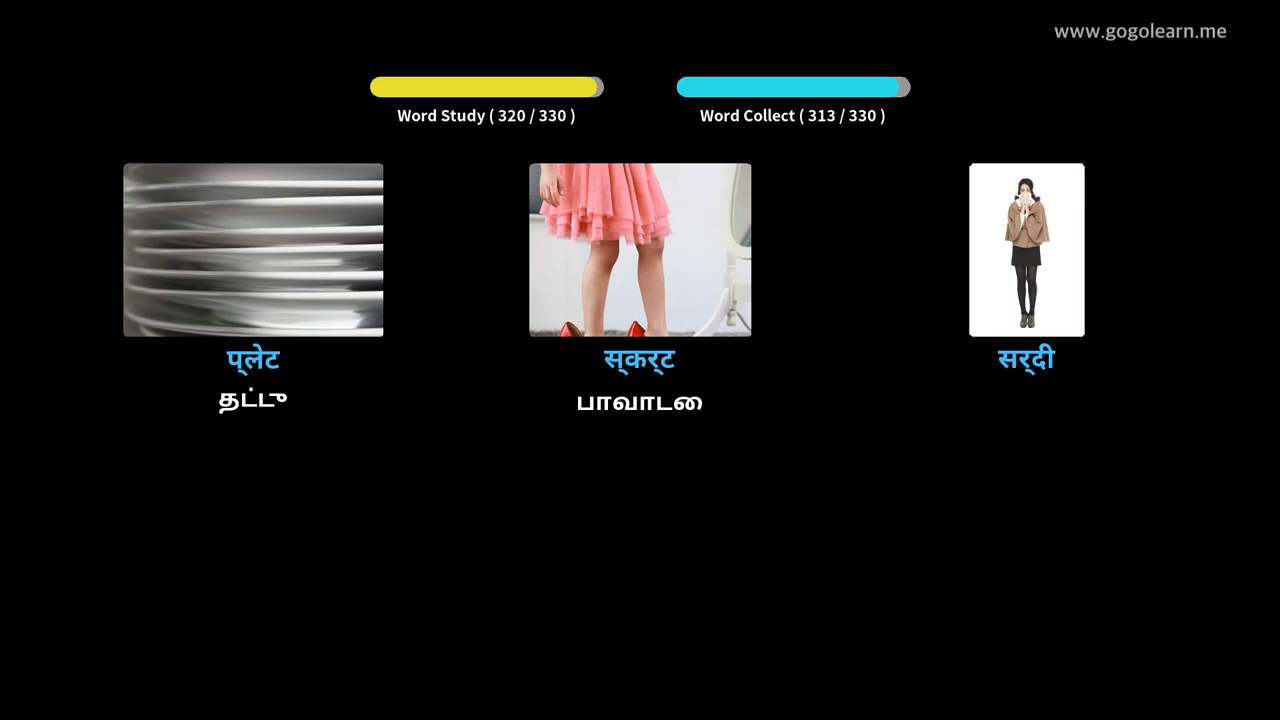 www.gogolearn.me
Word Study ( 320 / 330 )
Word Collect ( 313 / 330 )
प्लेट
स्कर्ट
सर्दी
தட்டு
பாவாடை